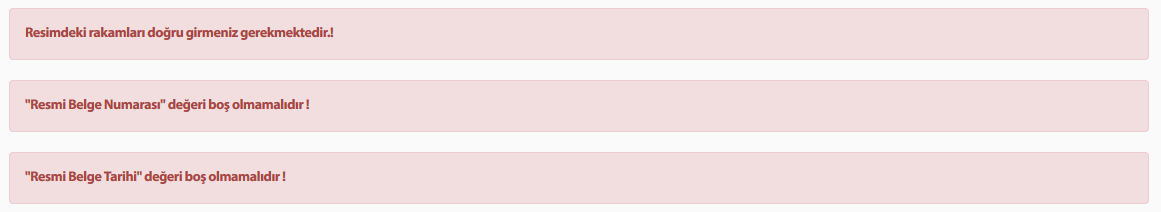 Resimdeki rakamları doğru girmeniz gerekmektedir.!
"Resmi Belge Numarası" değeri boş olmamalıdır !
"Resmi Belge Tarihi" değeri boş olmamalıdır !